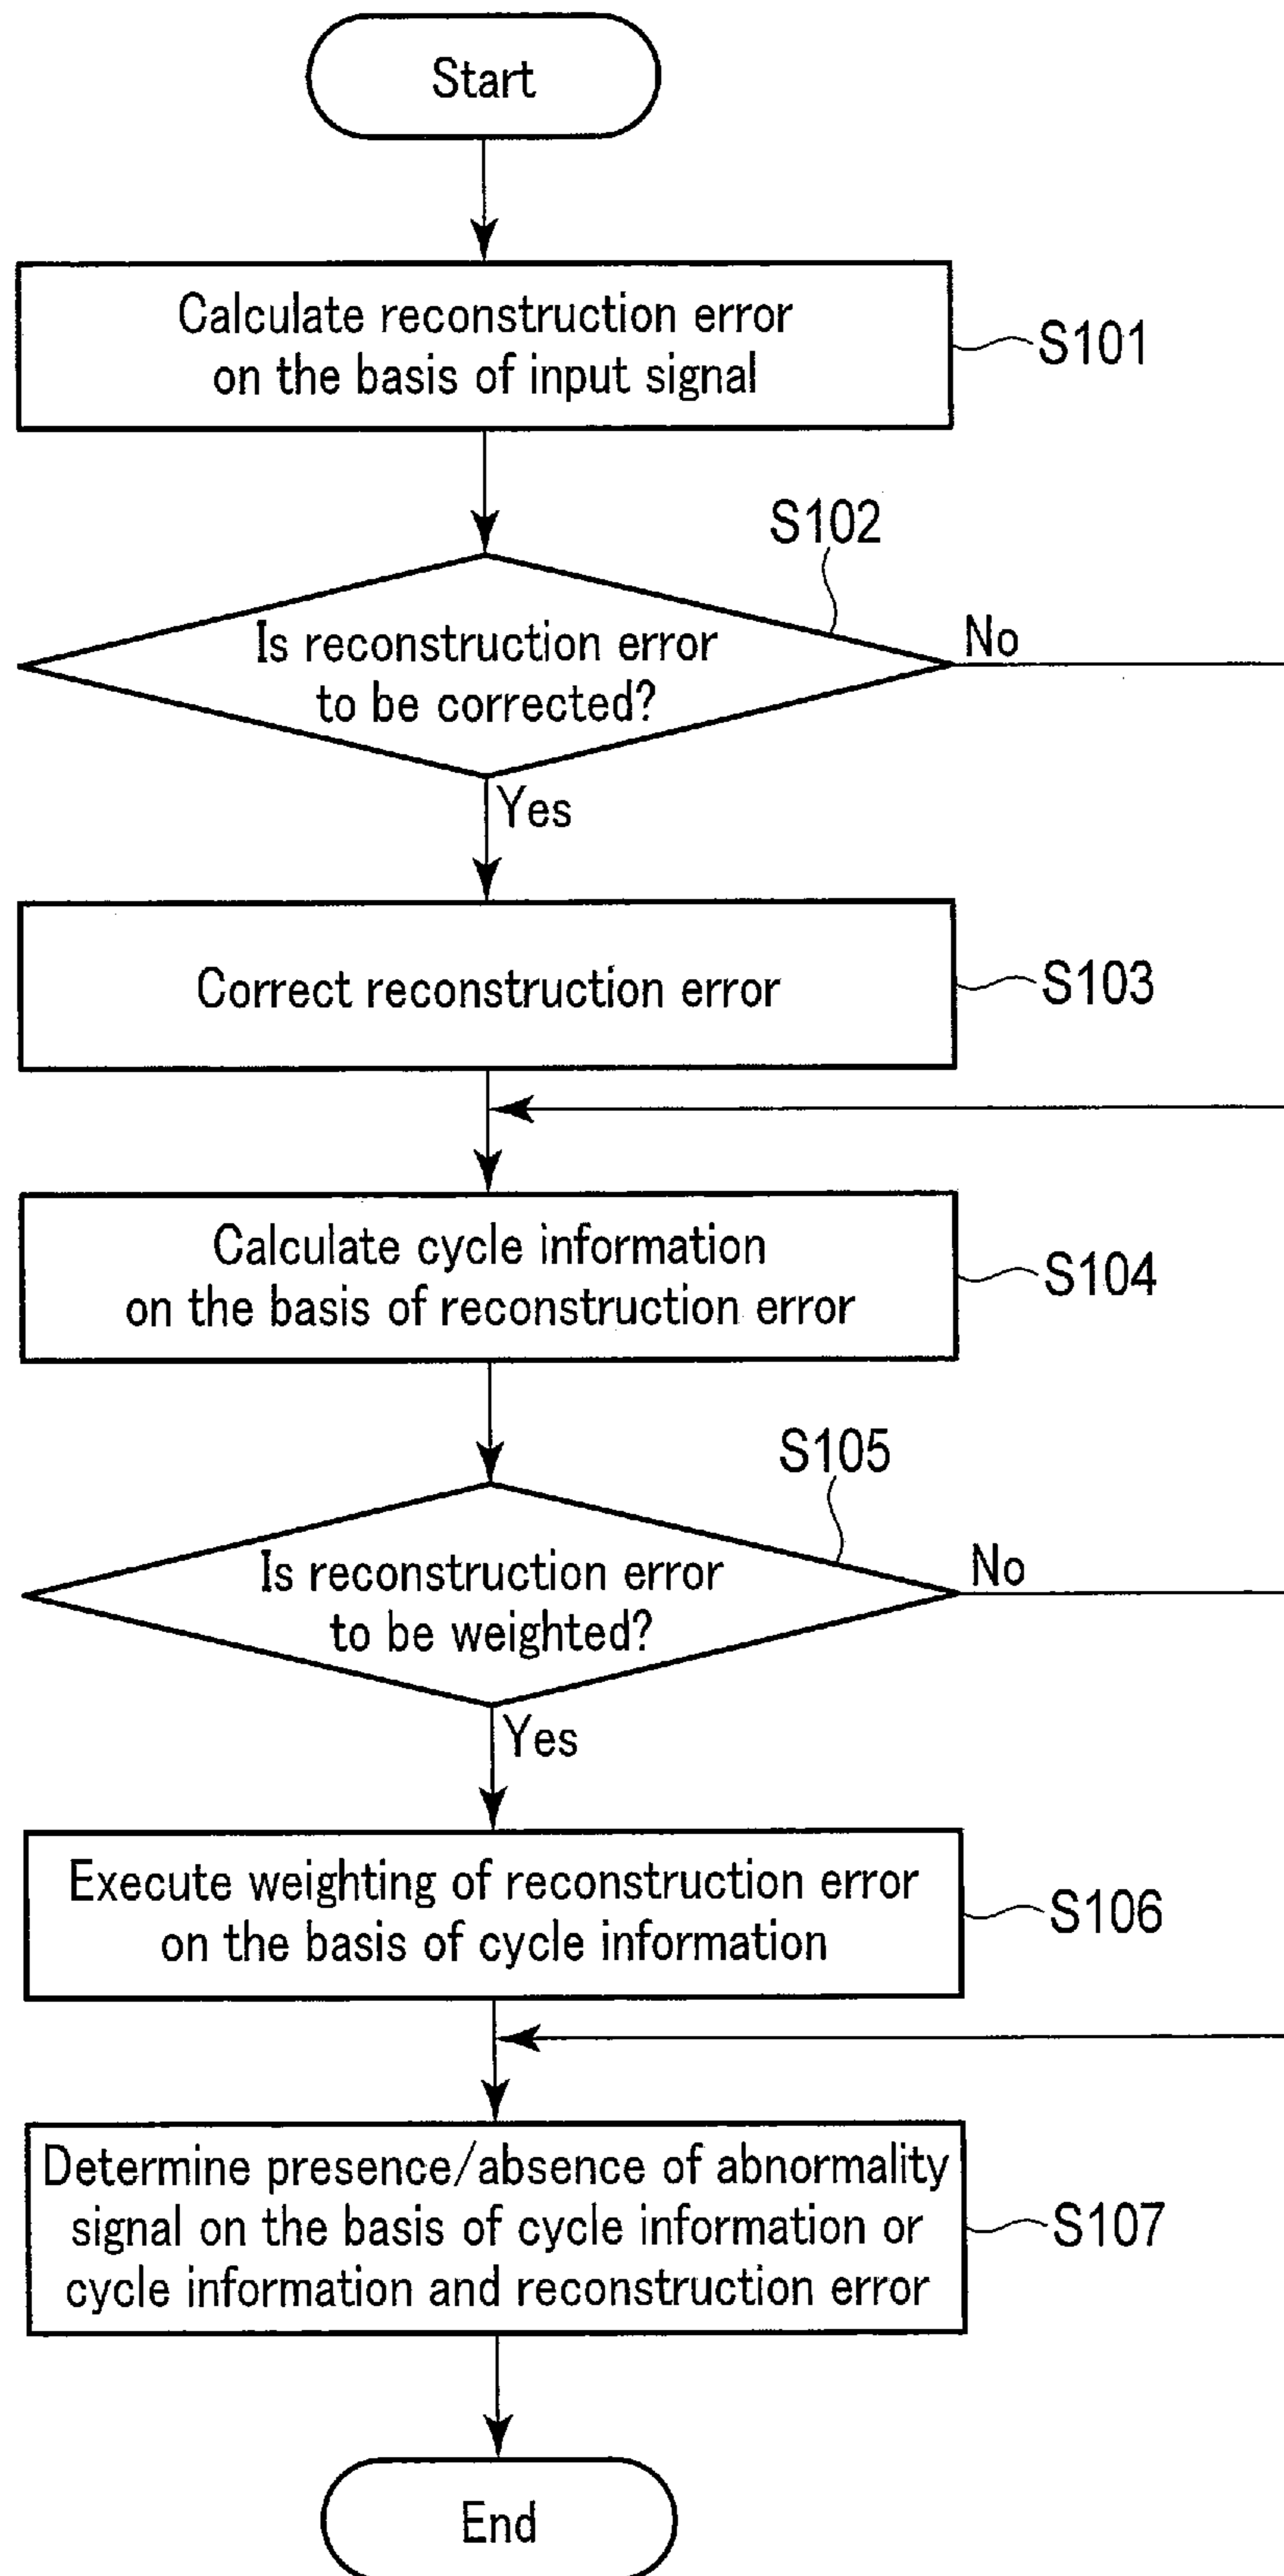 Start
Calculate reconstruction error
on the basis of input signal
S101
S102
Is reconstruction error
to be corrected?
No
Yes
Correct reconstruction error
S103
Calculate cycle information
on the basis of reconstruction error
S104
S105
Is reconstruction error
to be weighted?
No
Yes
Execute weighting of reconstruction error
on the basis of cycle information
S106
Determine presence/absence of abnormality
signal on the basis of cycle information or
cycle information and reconstruction error
S107
End